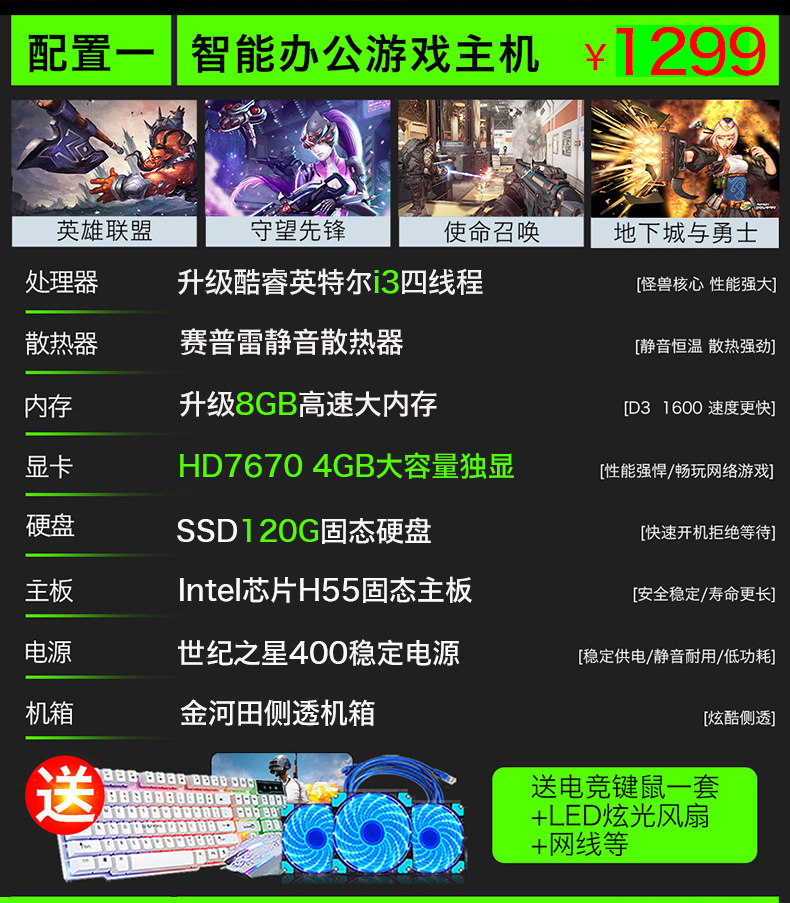 配置一 智能办公游戏主机 ￥1299
英雄联盟 守望先锋 使命召唤 地下城与勇士
处理器 升级酷睿英特尔i3四线程 [怪兽核心 性能强大]
散热器 赛普雷静音散热器 [静音恒温 散热强劲]
内存 升级8GB高速大内存 [D3 1600 速度更快]
显卡 HD7670 4GB大容量独显 [性能强悍/畅玩网络游戏]
硬盘 SSD120G固态硬盘 [快速开机拒绝等待]
主板 Intel芯片H55固态主板 [安全稳定/寿命更长]
电源 世纪之星400稳定电源 [稳定供电/静音耐用/低功耗]
机箱 金河田侧透机箱 [炫酷侧透]
送
送电竞键鼠一套
+LED炫光风扇
+网线等